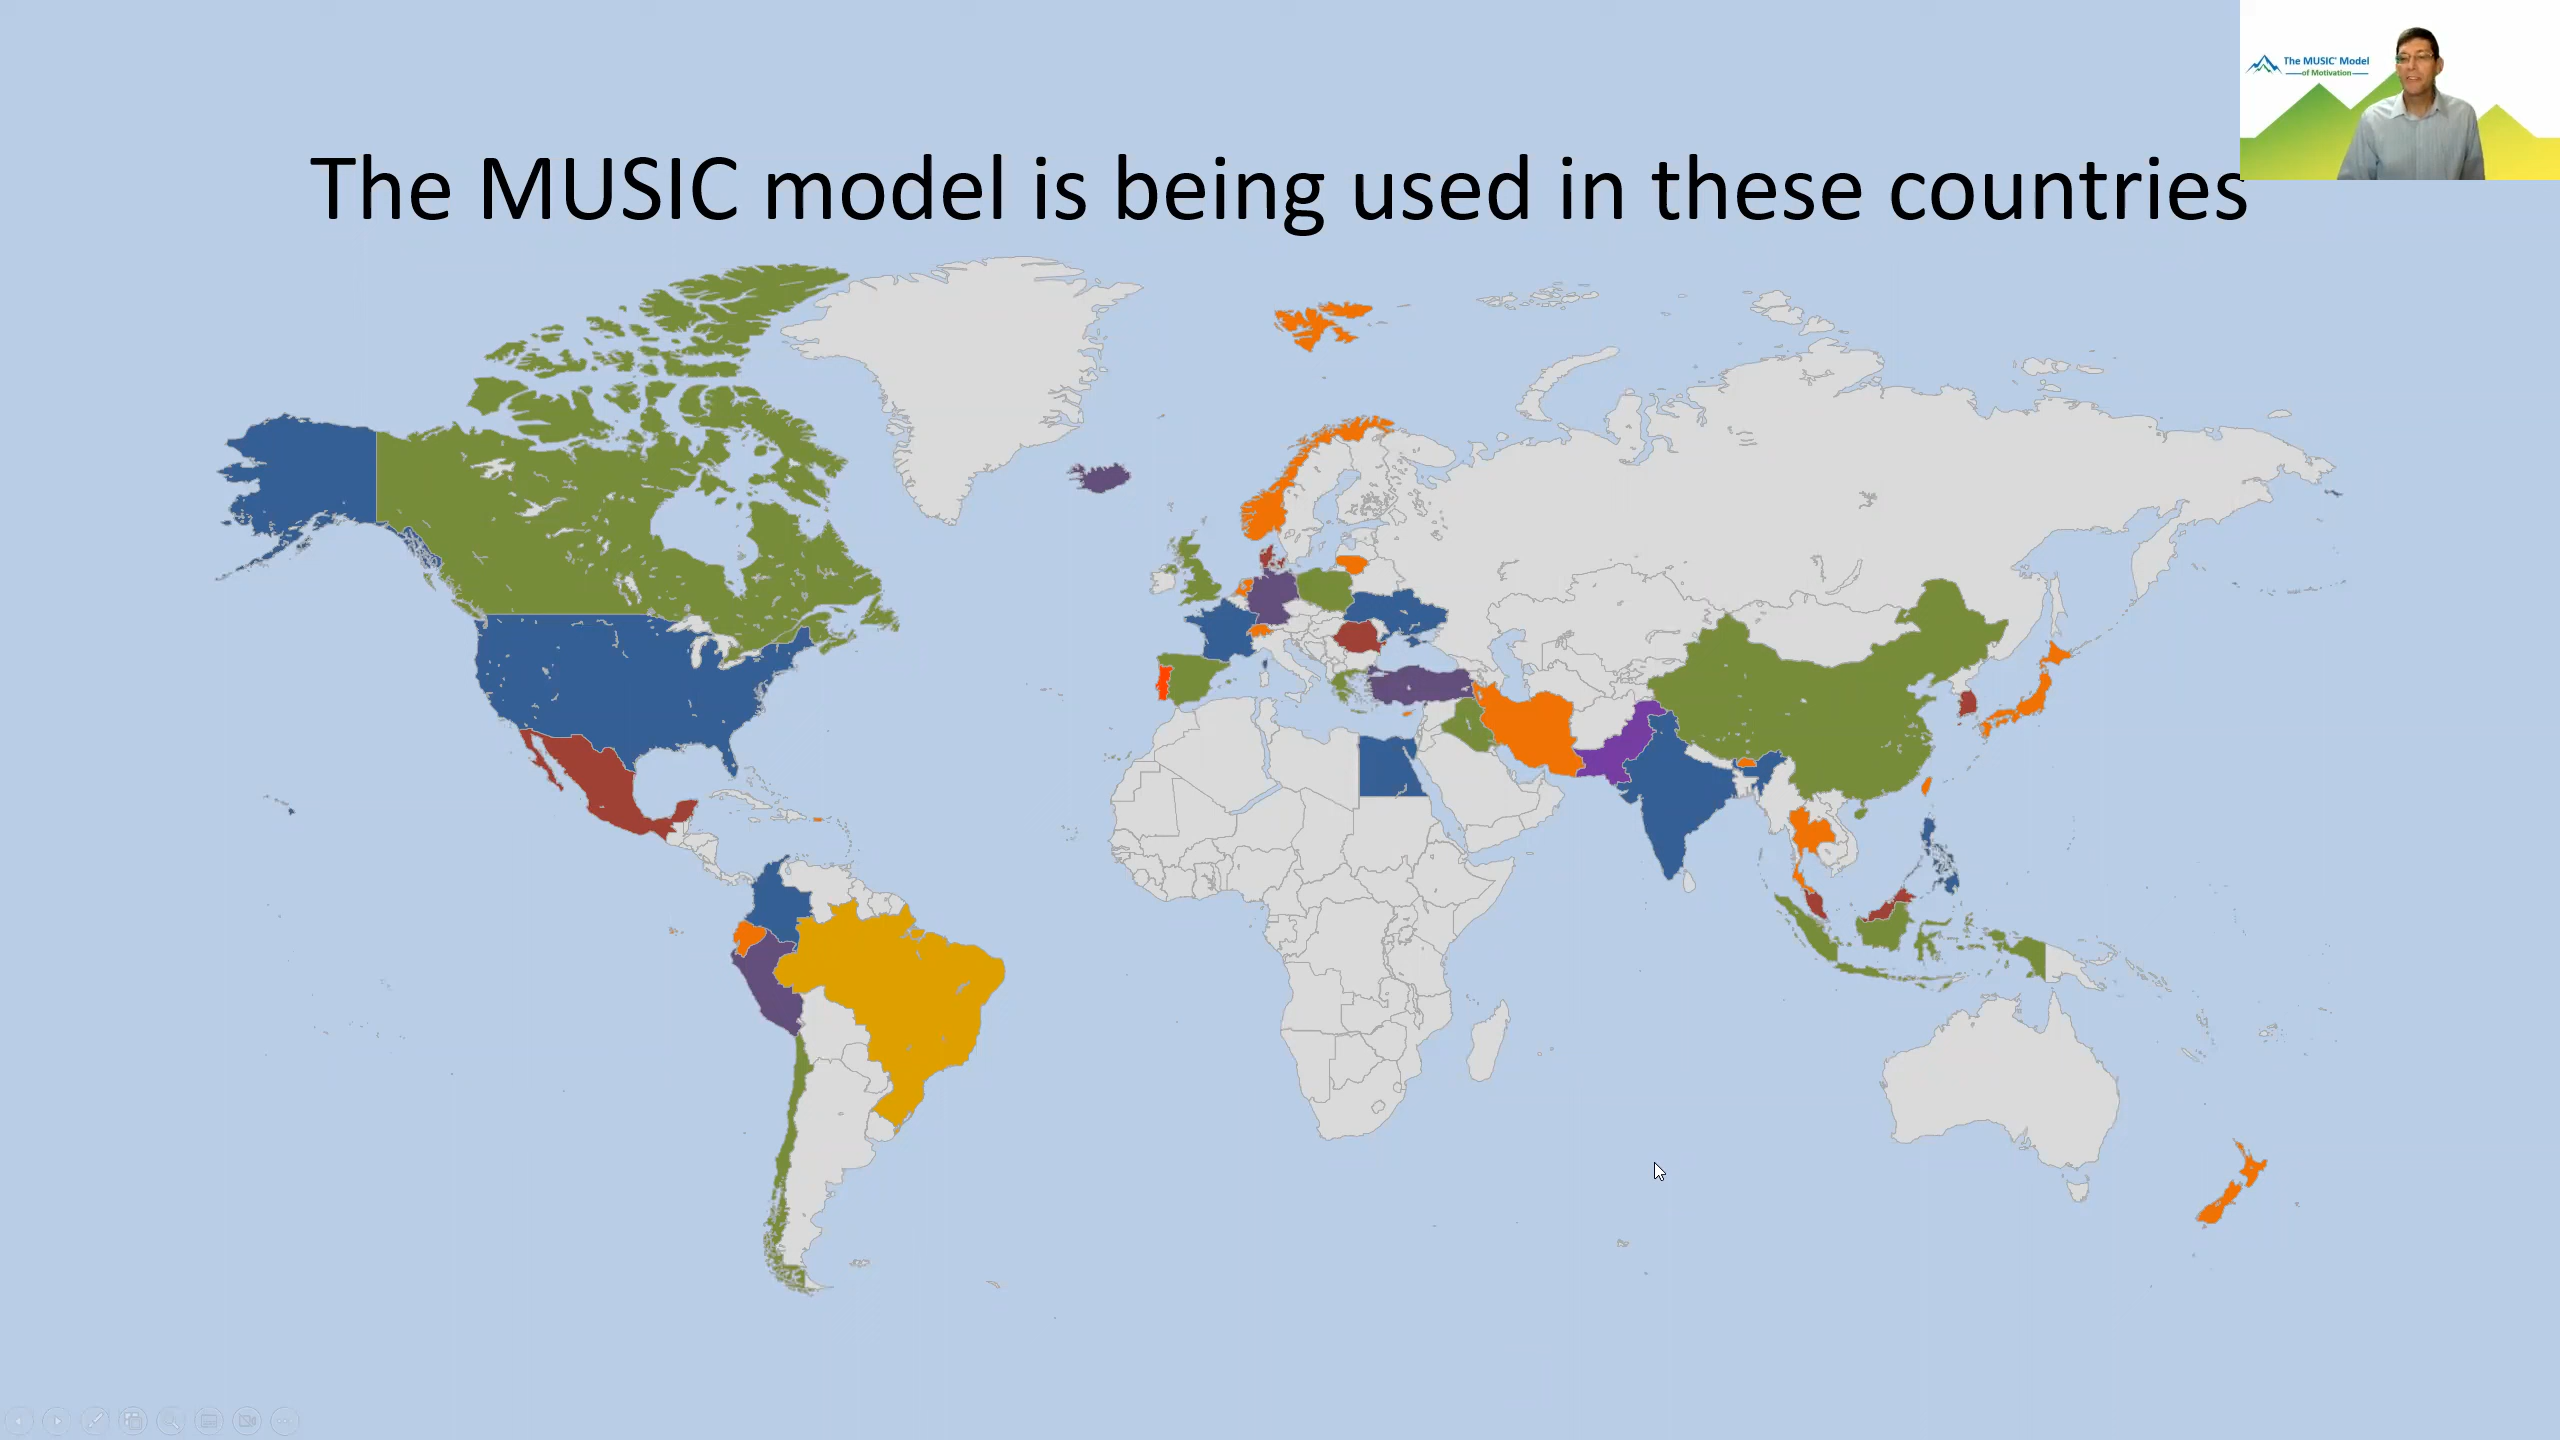 The MUSIC® Model
of Motivation
The MUSIC model is being used in these countries